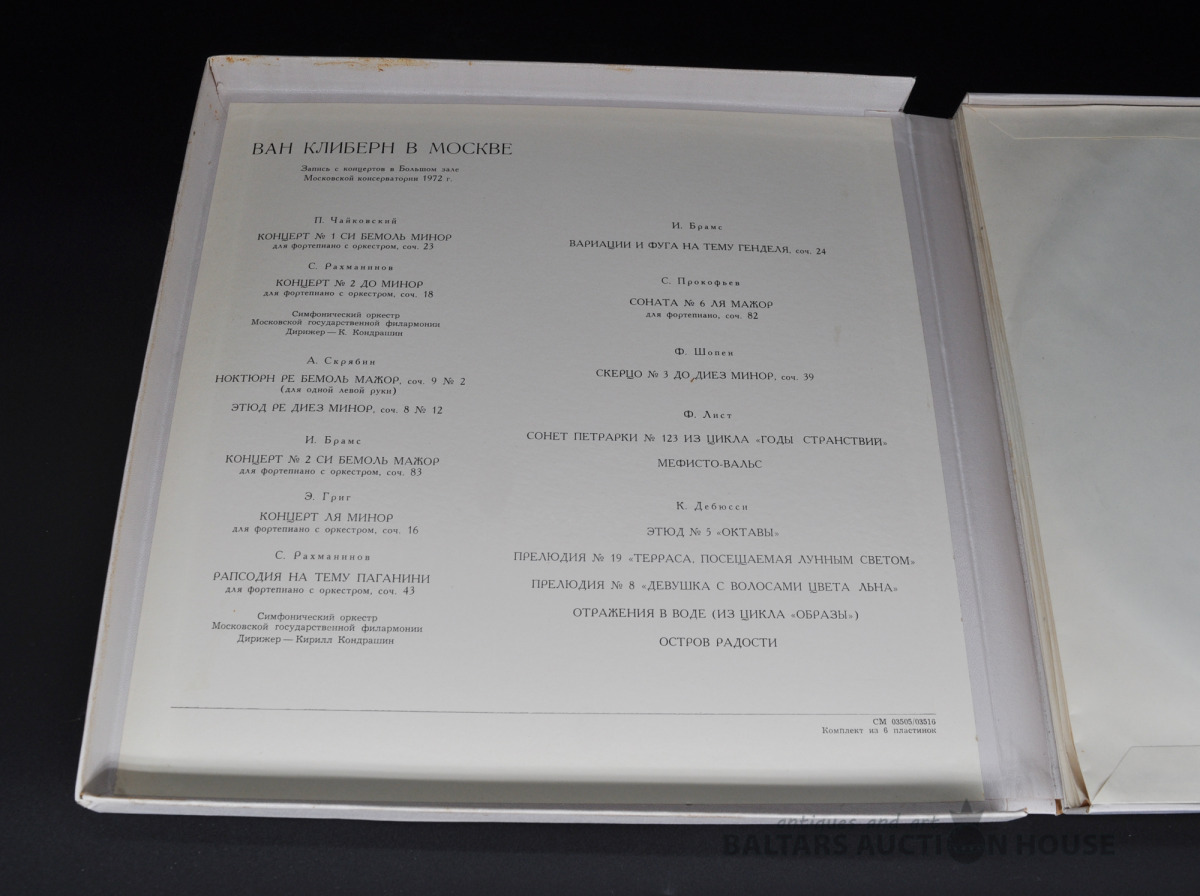 ВАН КЛИБЕРН В МОСКВЕ
Запись с концертов в Большом зале
Московской консерватории 1972 г.
П. Чайковский
КОНЦЕРТ № 1 СИ БЕМОЛЬ МИНОР
для фортепиано с оркестром, соч. 23
С. Рахманинов
КОНЦЕРТ № 2 ДО МИНОР
для фортепиано с оркестром, соч. 18
Симфонический оркестр
Московской государственной филармонии
Дирижер — К. Кондрашин
А. Скрябин
НОКТЮРН РЕ БЕМОЛЬ МАЖОР, соч. 9 № 2
(для одной левой руки)
ЭТЮД РЕ ДИЕЗ МИНОР, соч. 8 № 12
И. Брамс
КОНЦЕРТ № 2 СИ БЕМОЛЬ МАЖОР
для фортепиано с оркестром, соч. 83
Э. Григ
КОНЦЕРТ ЛЯ МИНОР
для фортепиано с оркестром, соч. 16
С. Рахманинов
РАПСОДИЯ НА ТЕМУ ПАГАНИНИ
для фортепиано с оркестром, соч. 43
Симфонический оркестр
Московской государственной филармонии
Дирижер — Кирилл Кондрашин
И. Брамс
ВАРИАЦИИ И ФУГА НА ТЕМУ ГЕНДЕЛЯ, соч. 24
С. Прокофьев
СОНАТА № 6 ЛЯ МАЖОР
для фортепиано, соч. 82
Ф. Шопен
СКЕРЦО № 3 ДО ДИЕЗ МИНОР, соч. 39
Ф. Лист
СОНЕТ ПЕТРАРКИ № 123 ИЗ ЦИКЛА «ГОДЫ СТРАНСТВИЙ»
МЕФИСТО-ВАЛЬС
К. Дебюсси
ЭТЮД № 5 «ОКТАВЫ»
ПРЕЛЮДИЯ № 19 «ТЕРРАСА, ПОСЕЩАЕМАЯ ЛУННЫМ СВЕТОМ»
ПРЕЛЮДИЯ № 8 «ДЕВУШКА С ВОЛОСАМИ ЦВЕТА ЛЬНА»
ОТРАЖЕНИЯ В ВОДЕ (ИЗ ЦИКЛА «ОБРАЗЫ»)
ОСТРОВ РАДОСТИ
СМ 03505/03516
Комплект из 6 пластинок
antiques and art
BALTARS AUCTION HOUSE